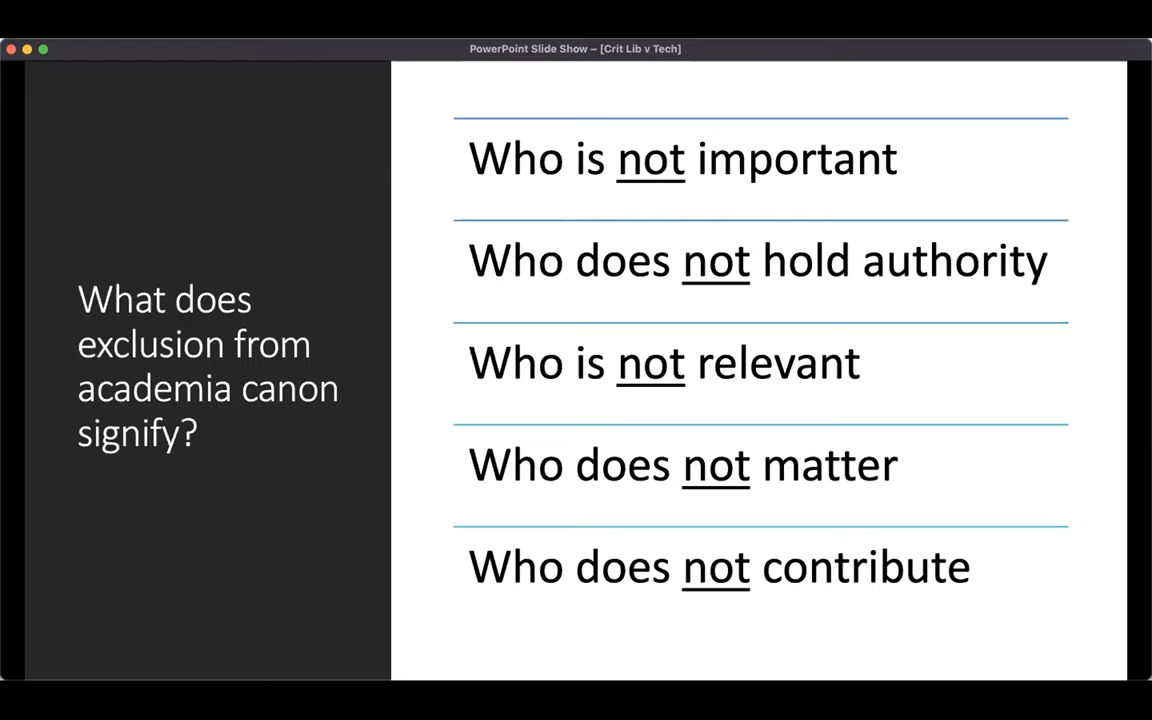 PowerPoint Slide Show – [Crit Lib v Tech]
What does
exclusion from
academia canon
signify?
Who is not important
Who does not hold authority
Who is not relevant
Who does not matter
Who does not contribute